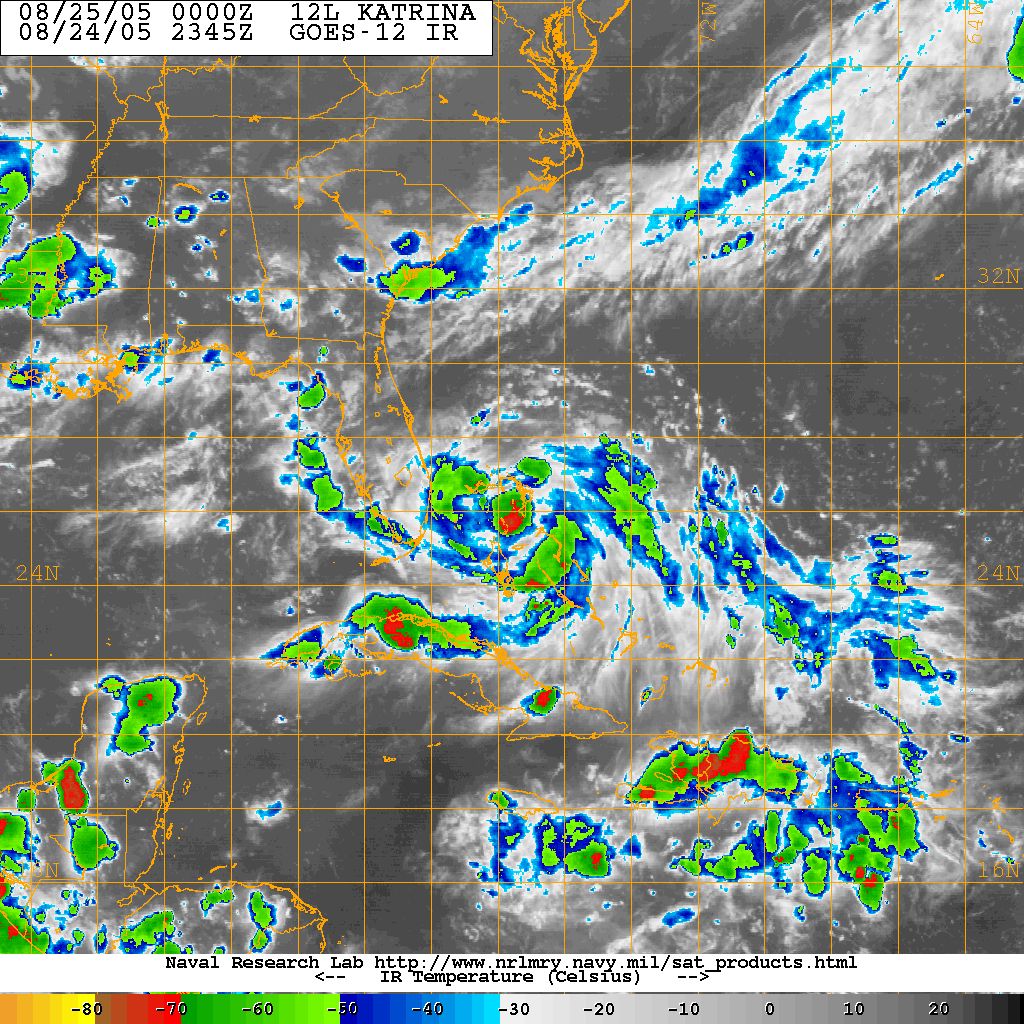 08/25/05 0000Z 12L KATRINA
08/24/05 2345Z GOES-12 IR
72W
64W
32N
24N
24N
16N
Naval Research Lab http://www.nrlmry.navy.mil/sat_products.html
<-- IR Temperature (Celsius) -->
-80 -70 -60 -50 -40 -30 -20 -10 0 10 20